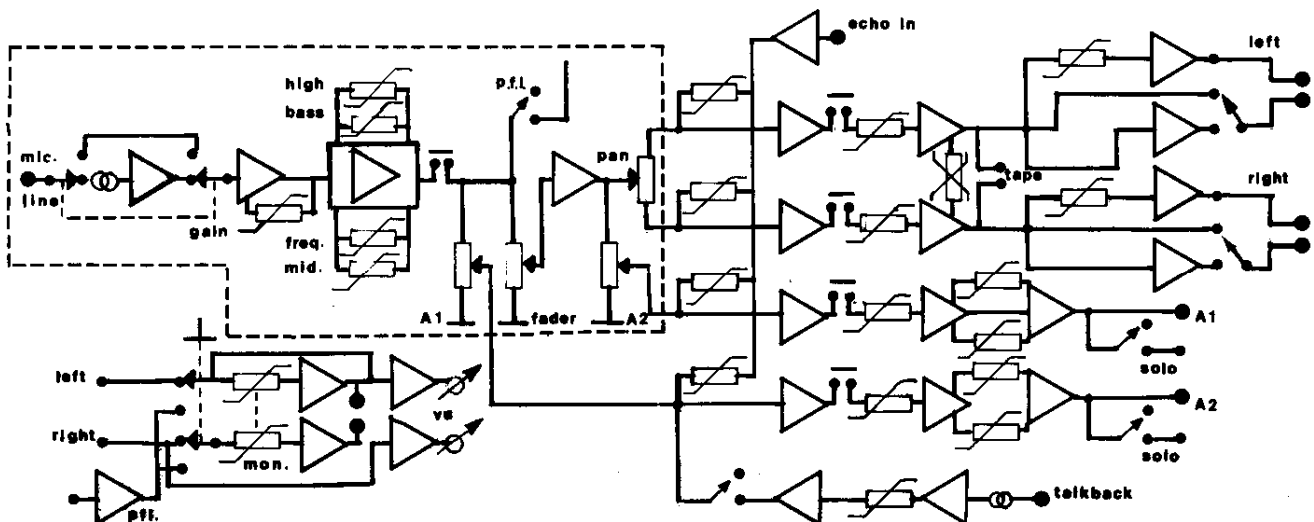 echo in
left
high
p.f.l.
bass
pan
mic.
tape
line
right
gain
freq.
mid.
A1
fader
A2
A1
solo
left
vu
A2
right
mon.
solo
pfl.
talkback